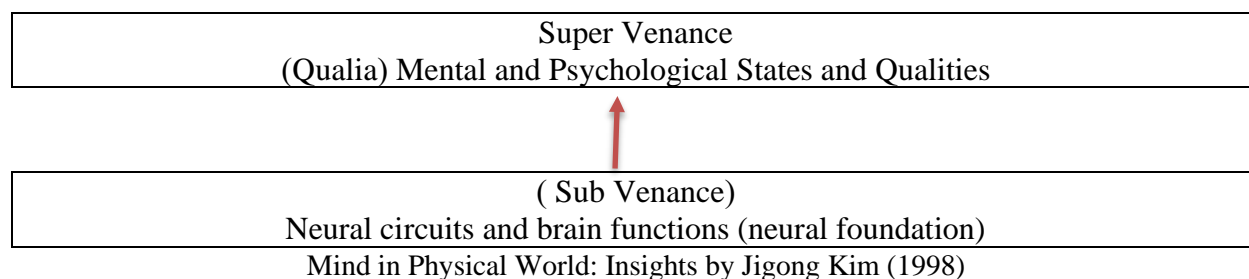 Super Venance
(Qualia) Mental and Psychological States and Qualities
( Sub Venance)
Neural circuits and brain functions (neural foundation)
Mind in Physical World: Insights by Jigong Kim (1998)